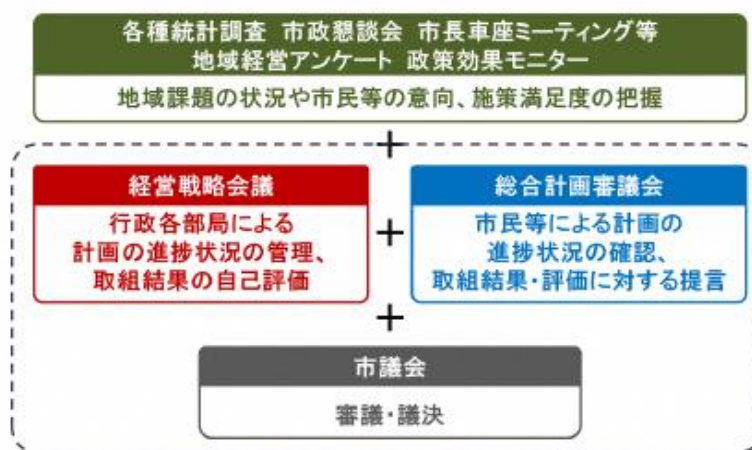 各種統計調査 市政懇談会 市長車座ミーティング等
地域経営アンケート 政策効果モニター
地域課題の状況や市民等の意向、施策満足度の把握
+
経営戦略会議
行政各部局による
計画の進捗状況の管理、
取組結果の自己評価
+
総合計画審議会
市民等による計画の
進捗状況の確認、
取組結果・評価に対する提言
+
市議会
審議・議決